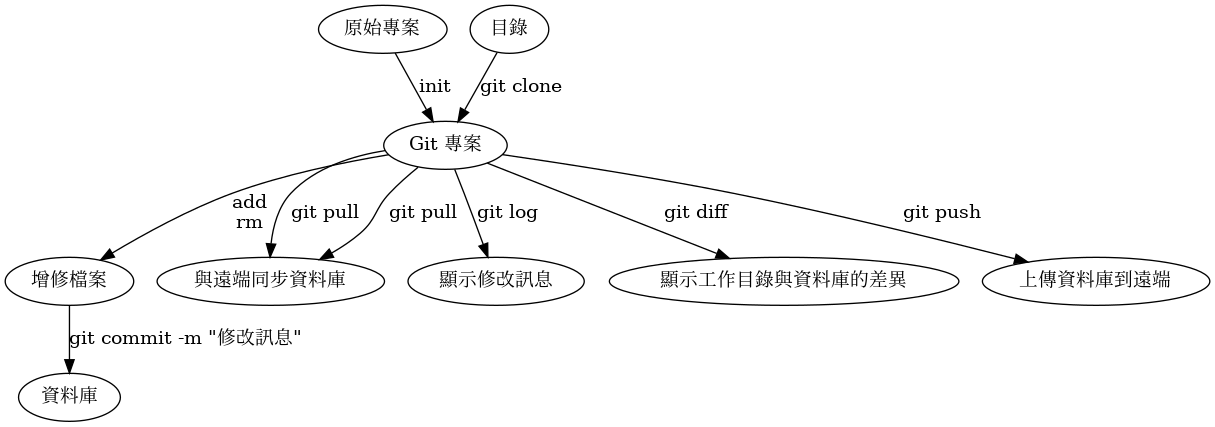 原始專案
目錄
init
git clone
Git 專案
add
rm
git pull
git pull
git log
git diff
git push
增修檔案
與遠端同步資料庫
顯示修改訊息
顯示工作目錄與資料庫的差異
上傳資料庫到遠端
git commit -m "修改訊息"
資料庫